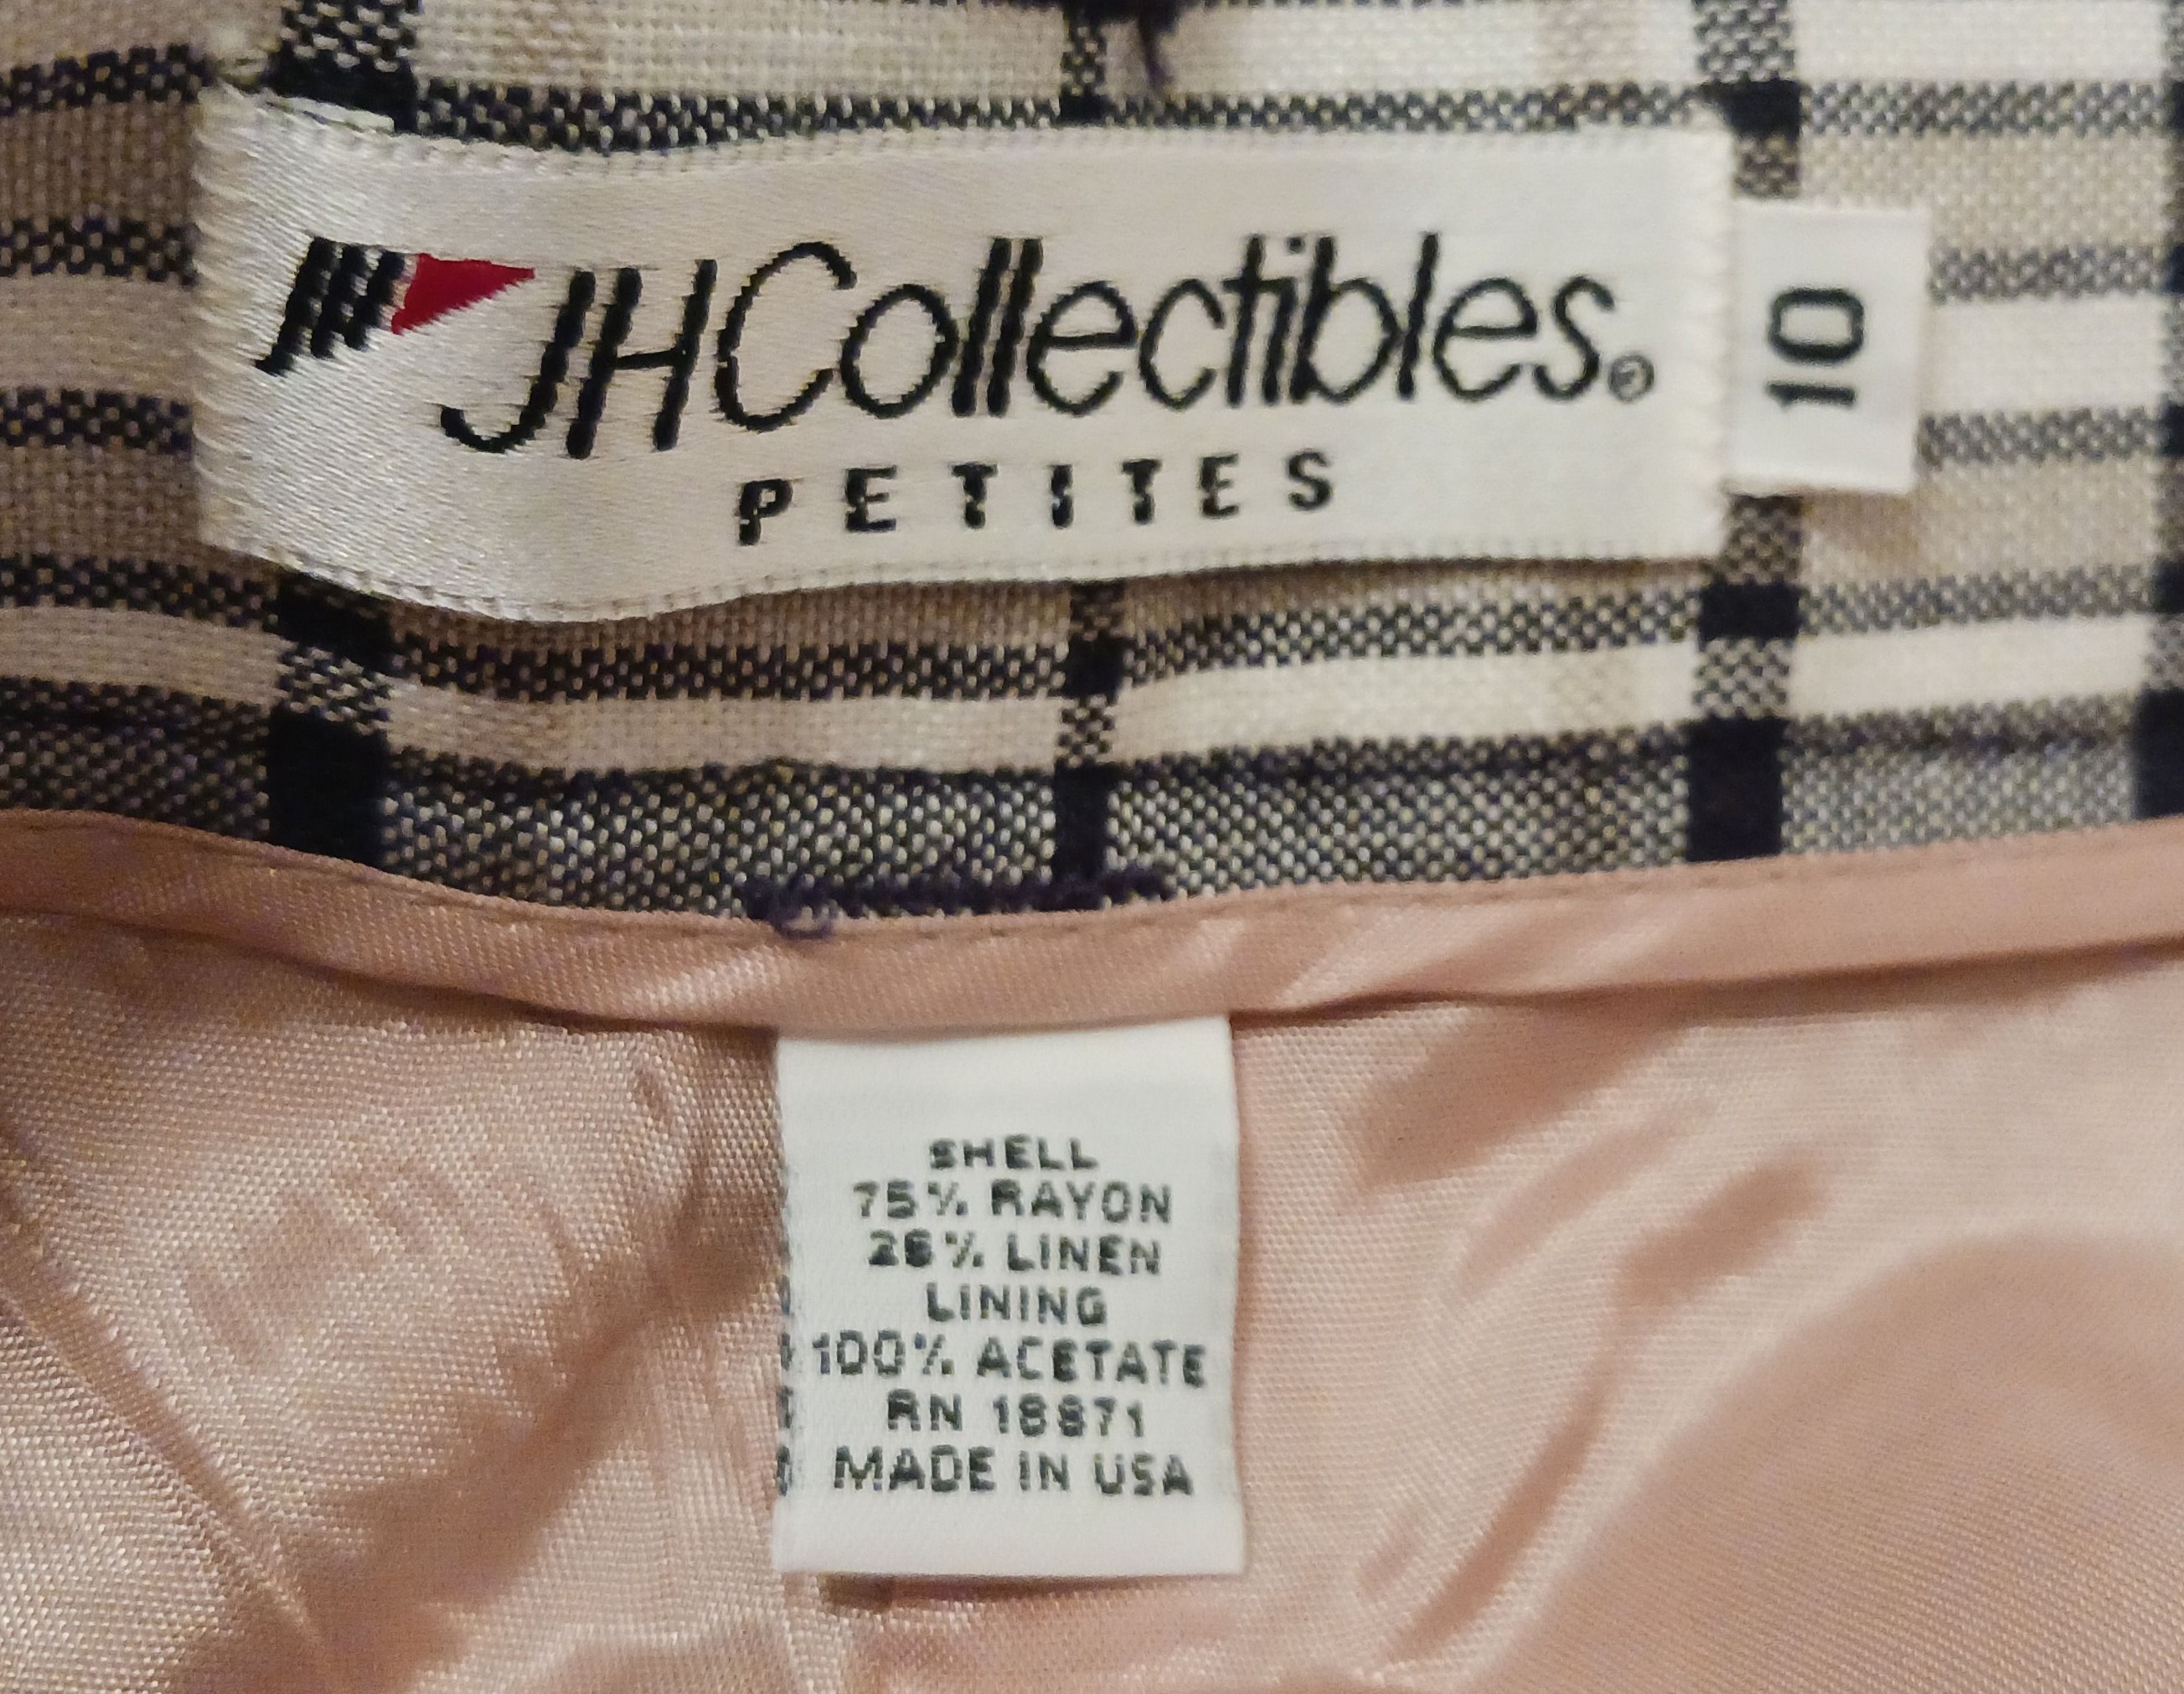 JHCollectibles®
PETITES
10
SHELL
75% RAYON
25% LINEN
LINING
100% ACETATE
RN 18871
MADE IN USA